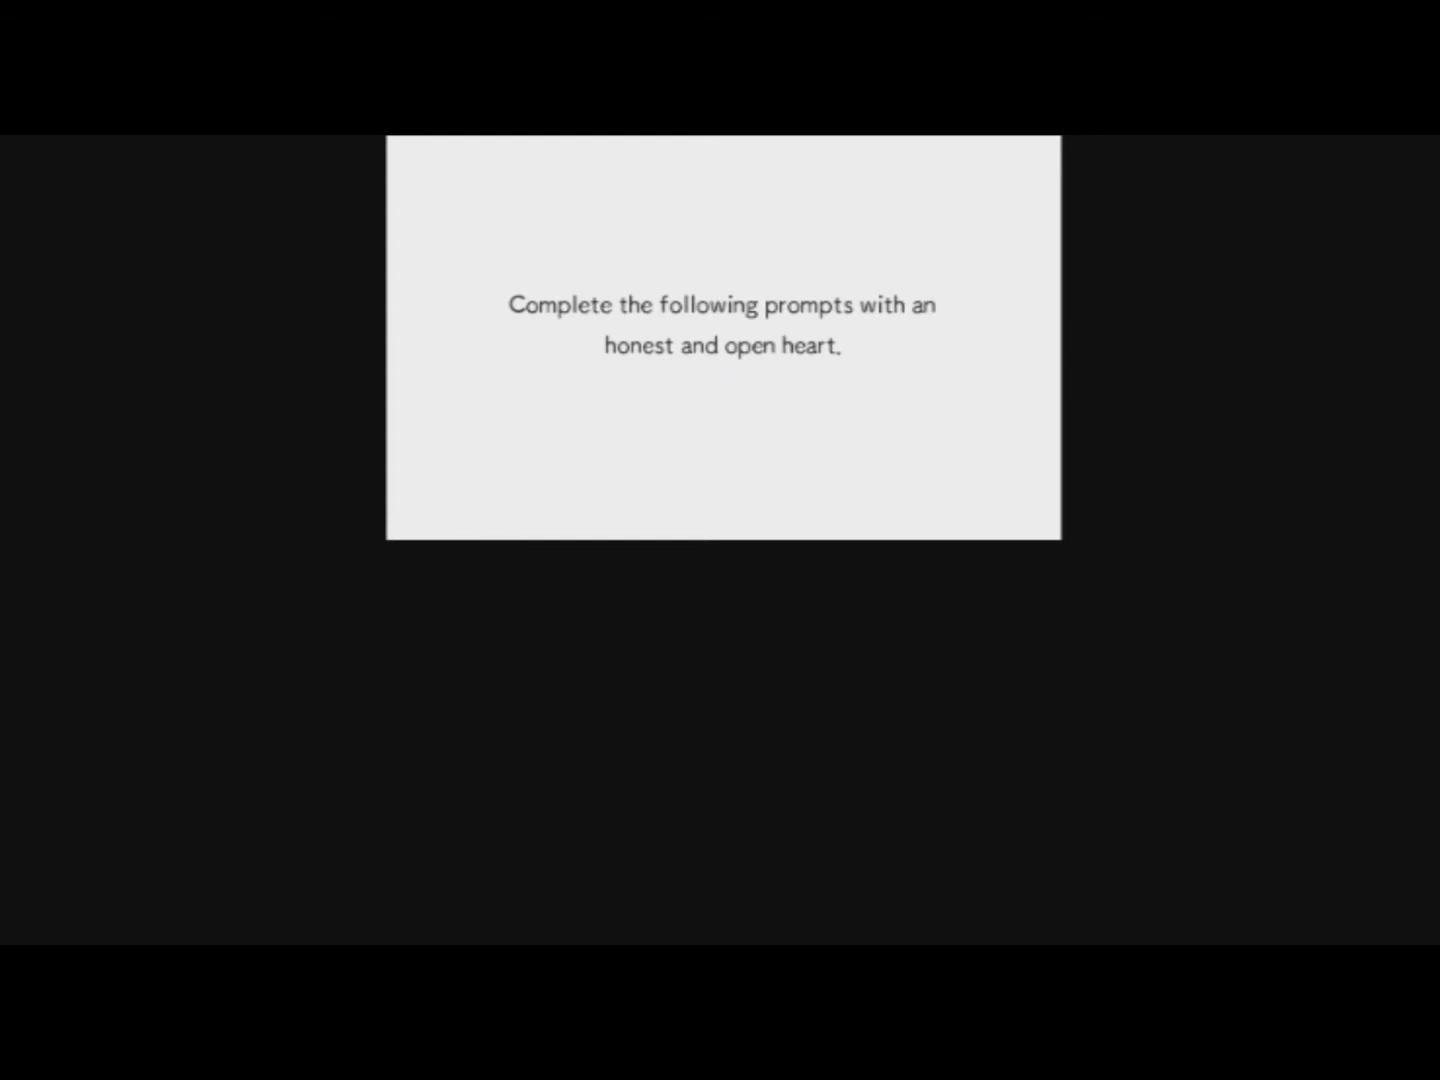 Complete the following prompts with an
honest and open heart.